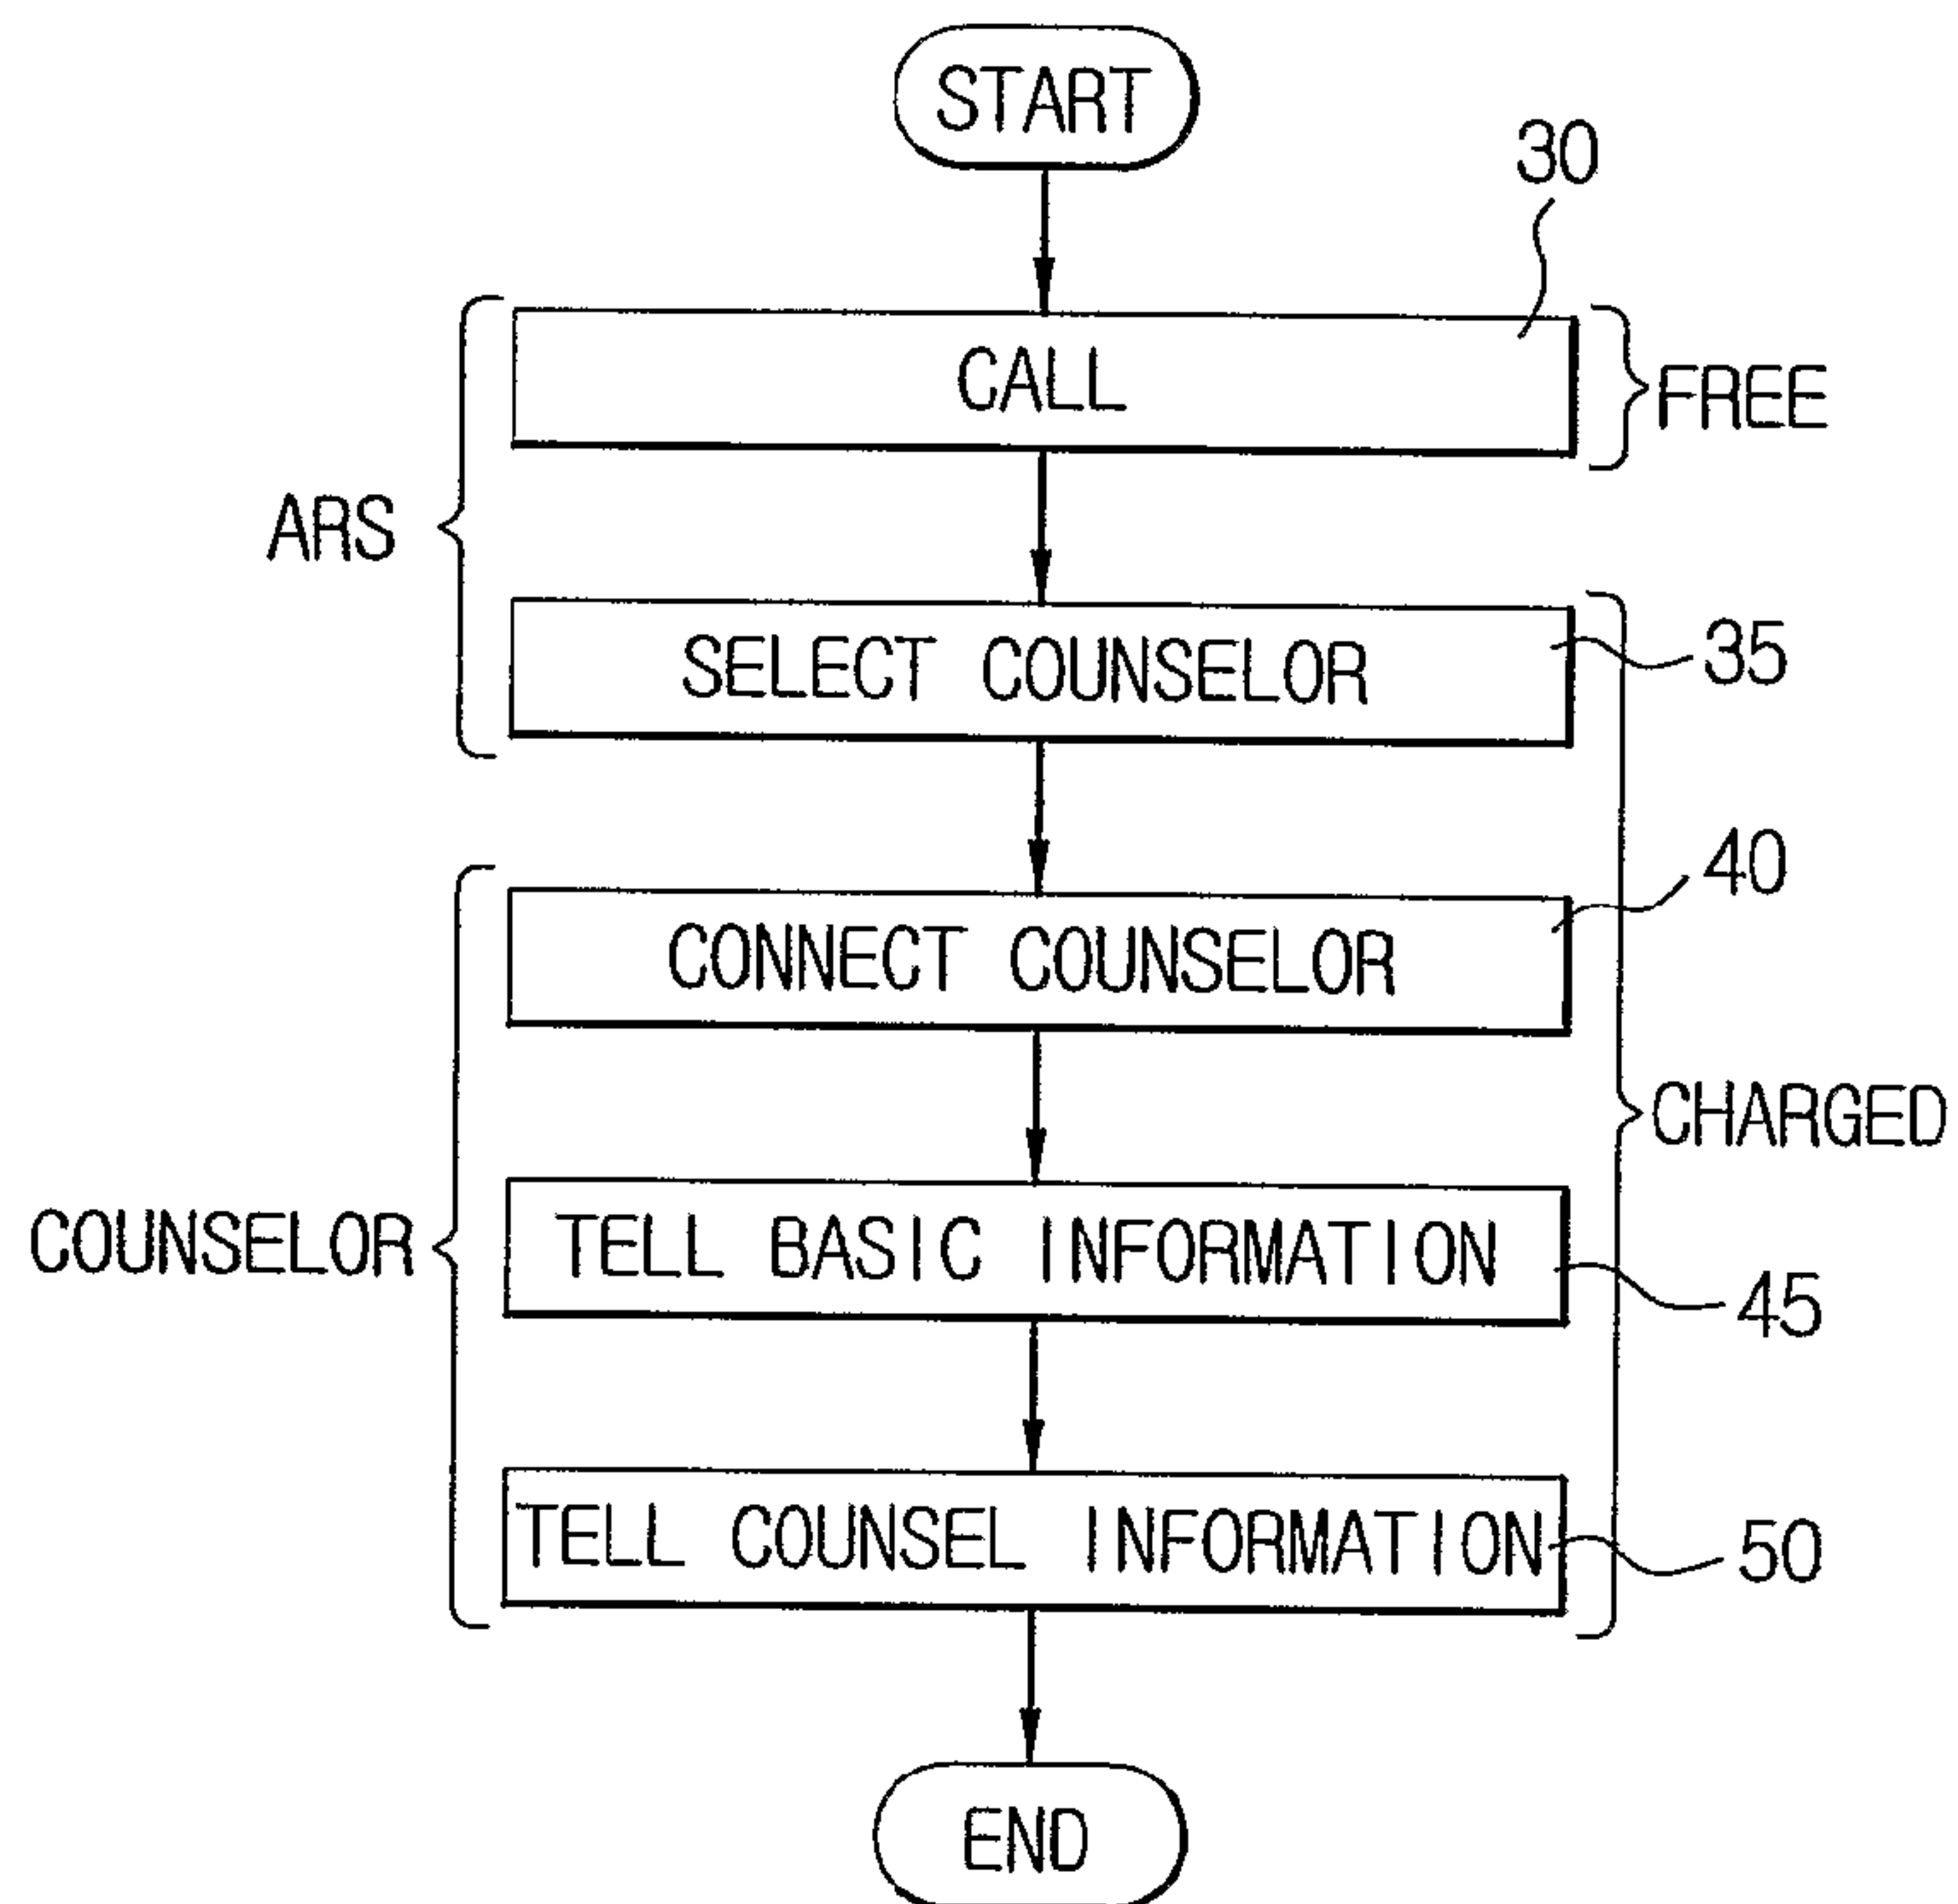 START
30
CALL
FREE
ARS
SELECT COUNSELOR
35
40
CONNECT COUNSELOR
CHARGED
COUNSELOR
TELL BASIC INFORMATION
45
TELL COUNSEL INFORMATION
50
END